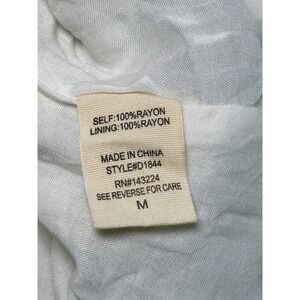 SELF:100%RAYON
LINING:100%RAYON
MADE IN CHINA
STYLE#D1844
RN#143224
SEE REVERSE FOR CARE
M